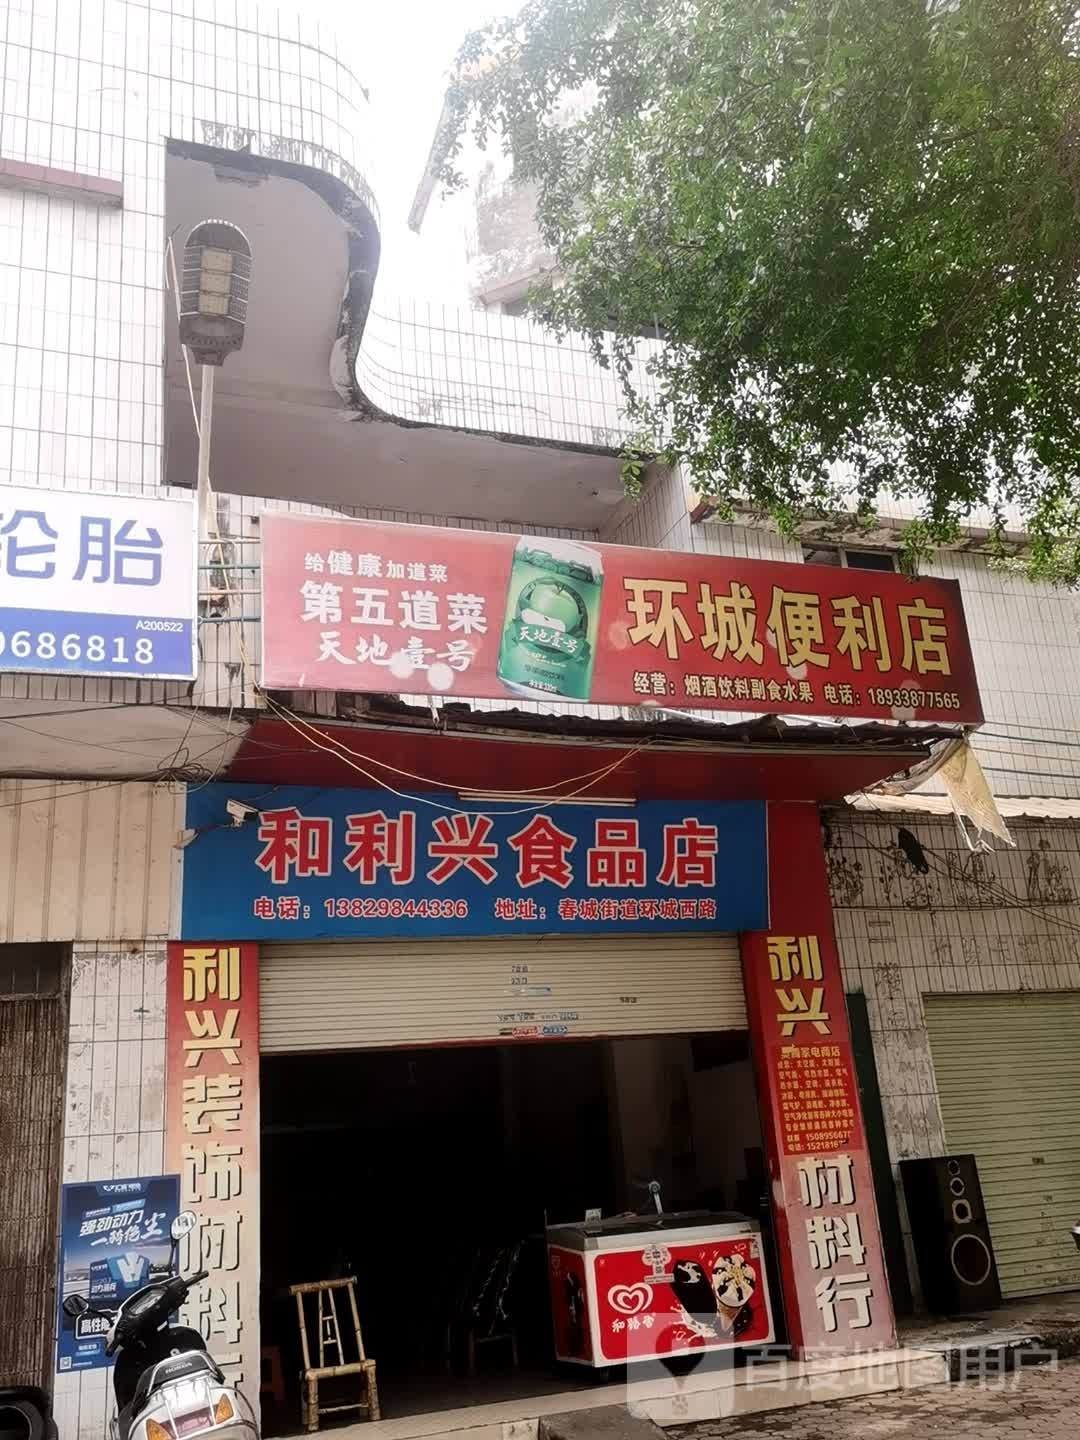 轮胎
A200522
0686818
给健康加道菜
第五道菜
天地壹号
天地壹号
环城便利店
经营：烟酒饮料副食水果 电话：18933877565
和利兴食品店
电话：13829844336 地址：春城街道环城西路
利兴装饰材料行
利兴
材料行
强劲动力
一骑绝尘
高性能
和路雪
HONDA
百度地图用户